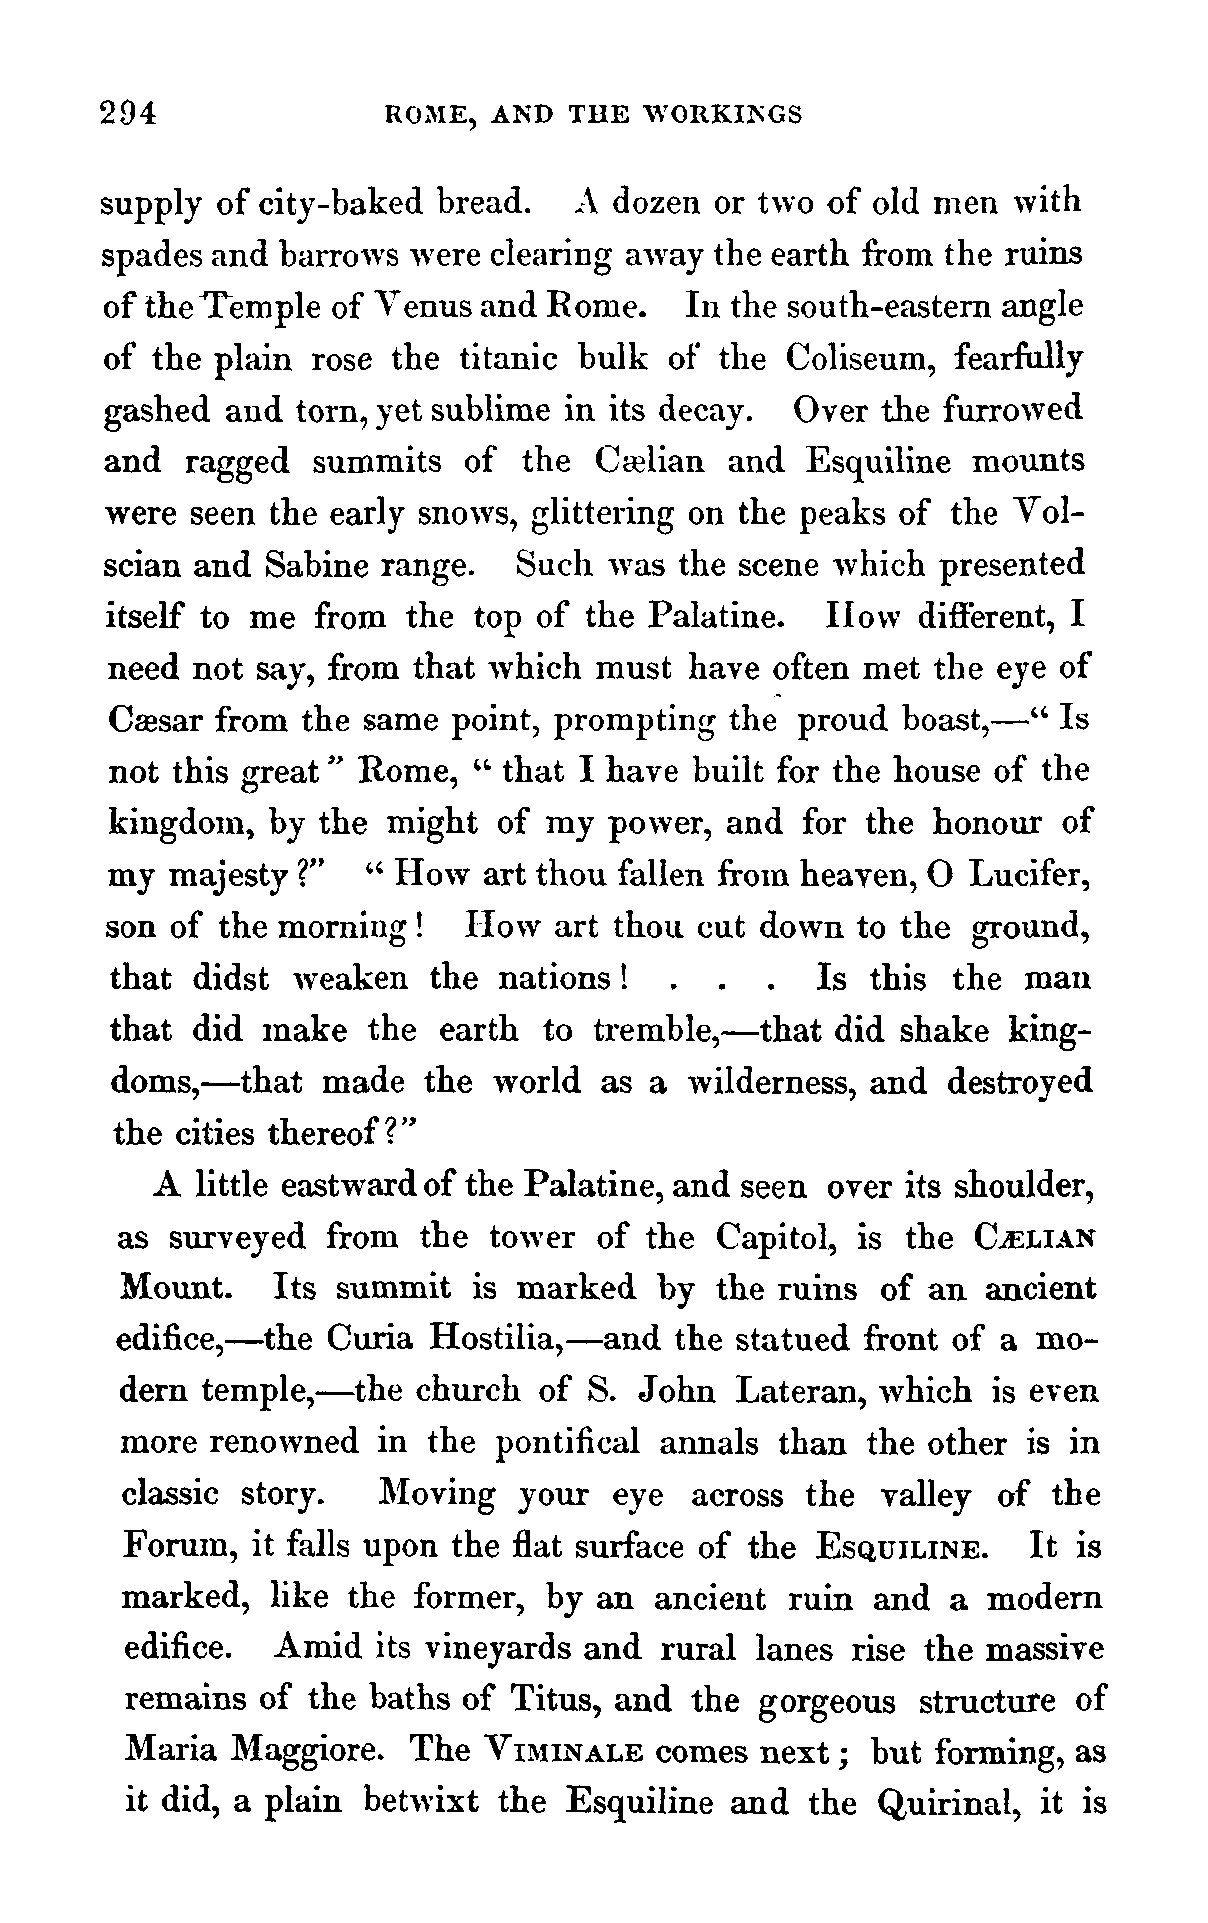 294 ROME, AND THE WORKINGS
supply of city-baked bread. A dozen or two of old men with
spades and barrows were clearing away the earth from the ruins
of the Temple of Venus and Rome. In the south-eastern angle
of the plain rose the titanic bulk of the Coliseum, fearfully
gashed and torn, yet sublime in its decay. Over the furrowed
and ragged summits of the Cælian and Esquiline mounts
were seen the early snows, glittering on the peaks of the Vol-
scian and Sabine range. Such was the scene which presented
itself to me from the top of the Palatine. How different, I
need not say, from that which must have often met the eye of
Cæsar from the same point, prompting the proud boast,—“ Is
not this great ” Rome, “ that I have built for the house of the
kingdom, by the might of my power, and for the honour of
my majesty ?” “ How art thou fallen from heaven, O Lucifer,
son of the morning ! How art thou cut down to the ground,
that didst weaken the nations ! . . . Is this the man
that did make the earth to tremble,—that did shake king-
doms,—that made the world as a wilderness, and destroyed
the cities thereof ?”
A little eastward of the Palatine, and seen over its shoulder,
as surveyed from the tower of the Capitol, is the CÆLIAN
Mount. Its summit is marked by the ruins of an ancient
edifice,—the Curia Hostilia,—and the statued front of a mo-
dern temple,—the church of S. John Lateran, which is even
more renowned in the pontifical annals than the other is in
classic story. Moving your eye across the valley of the
Forum, it falls upon the flat surface of the ESQUILINE. It is
marked, like the former, by an ancient ruin and a modern
edifice. Amid its vineyards and rural lanes rise the massive
remains of the baths of Titus, and the gorgeous structure of
Maria Maggiore. The VIMINALE comes next ; but forming, as
it did, a plain betwixt the Esquiline and the Quirinal, it is